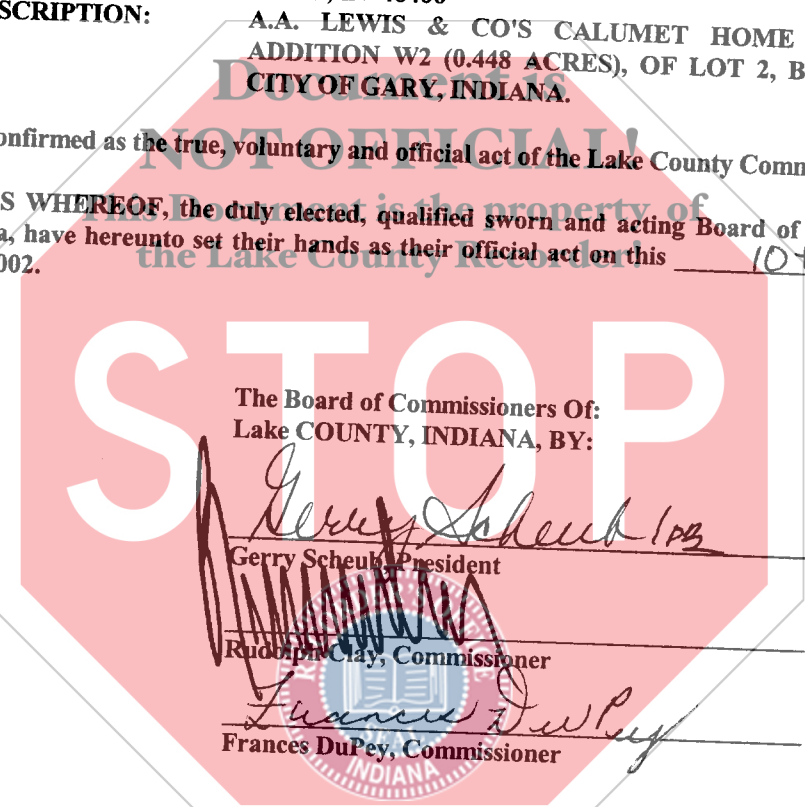 SCRIPTION:
A.A. LEWIS & CO'S CALUMET HOME
ADDITION W2 (0.448 ACRES), OF LOT 2, B
CITY OF GARY, INDIANA.
Document is
NOT OFFICIAL!
This Document is the property of
the Lake County Recorder!
onfirmed as the true, voluntary and official act of the Lake County Comm
S WHEREOF, the duly elected, qualified sworn and acting Board of
a, have hereunto set their hands as their official act on this 10
002.
STOP
The Board of Commissioners Of:
Lake COUNTY, INDIANA, BY:
Gerry Scheub
Gerry Scheub, President
Rudolph Clay, Commissioner
Frances DuPey
Frances DuPey, Commissioner
SEAL
INDIANA